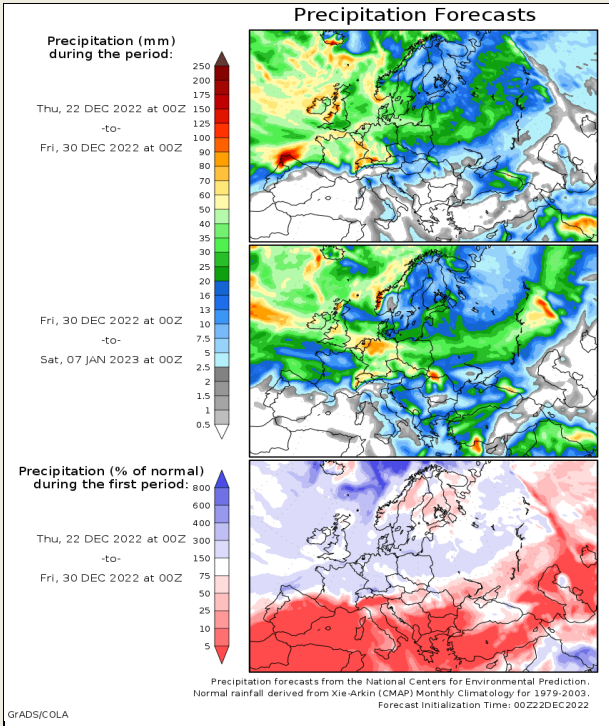 Precipitation Forecasts
Precipitation (mm)
during the period:
Thu, 22 DEC 2022 at 00Z
-to-
Fri, 30 DEC 2022 at 00Z
250
200
175
150
125
100
90
80
70
60
50
40
35
30
25
20
16
13
10
7.5
5
2.5
2
1.5
1
0.5
Fri, 30 DEC 2022 at 00Z
-to-
Sat, 07 JAN 2023 at 00Z
Precipitation (% of normal)
during the first period:
Thu, 22 DEC 2022 at 00Z
-to-
Fri, 30 DEC 2022 at 00Z
800
600
400
300
150
75
50
25
10
5
Precipitation forecasts from the National Centers for Environmental Prediction.
Normal rainfall derived from Xie-Arkin (CMAP) Monthly Climatology for 1979-2003.
Forecast Initialization Time: 00Z22DEC2022
GrADS/COLA